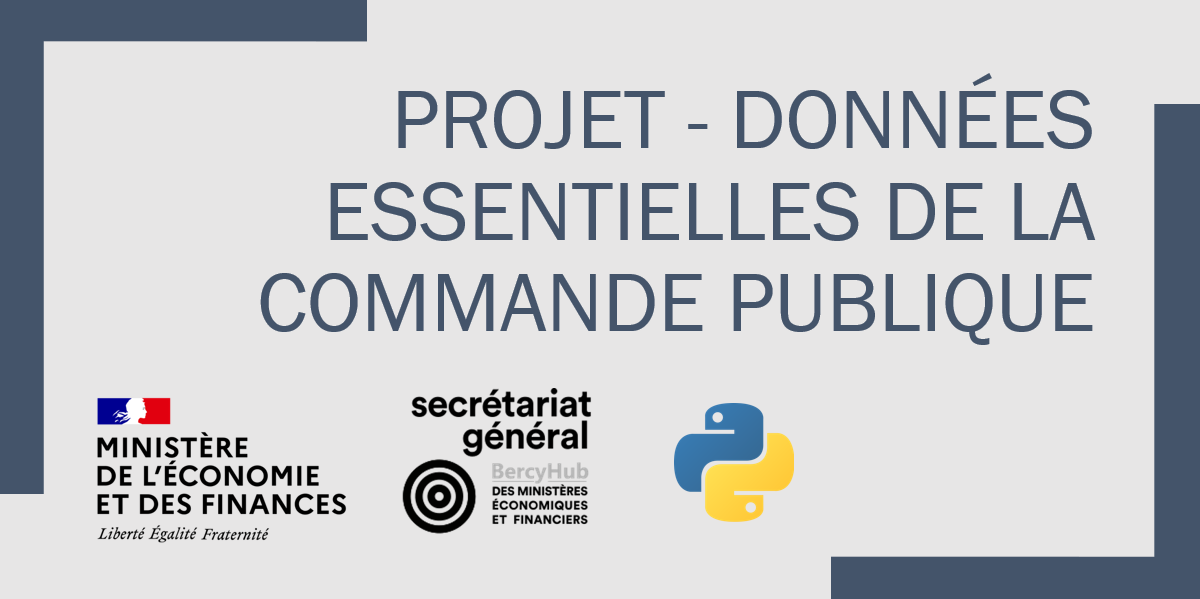 PROJET - DONNÉES
ESSENTIELLES DE LA
COMMANDE PUBLIQUE
MINISTÈRE
DE L'ÉCONOMIE
ET DES FINANCES
Liberté Égalité Fraternité
secrétariat
général
BercyHub
DES MINISTÈRES
ÉCONOMIQUES
ET FINANCIERS